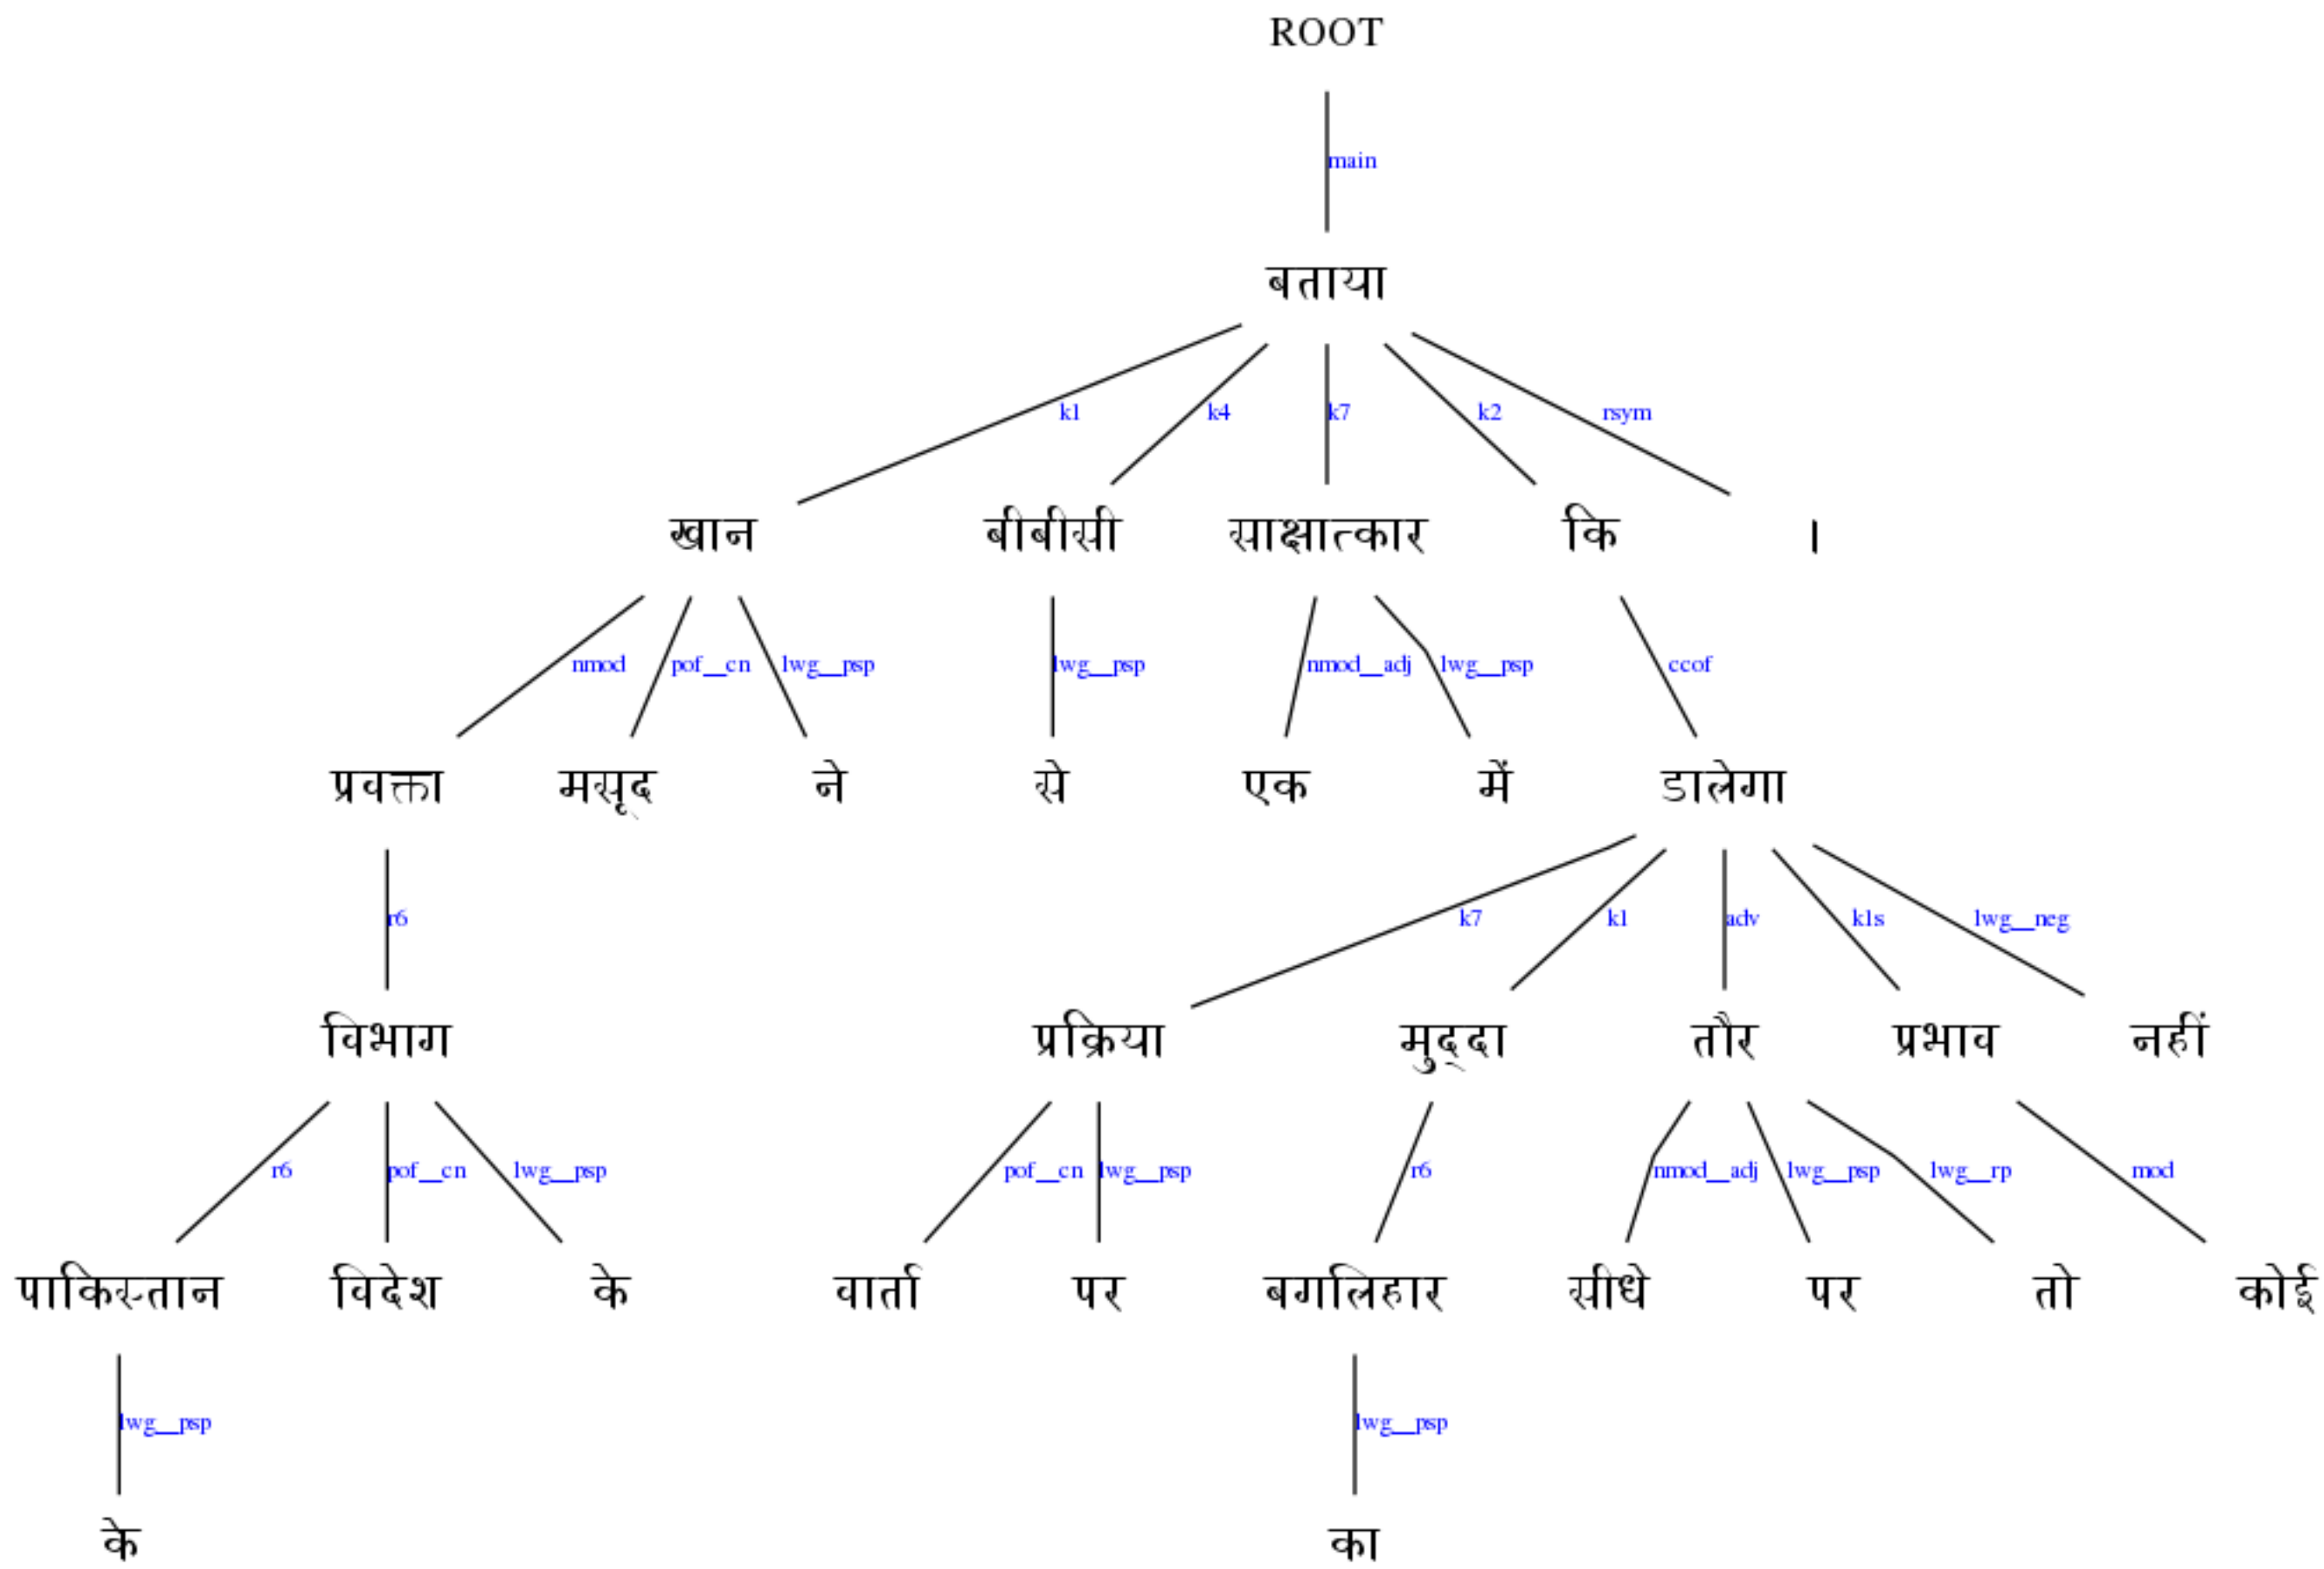 ROOT
main
बताया
k1 k4 k7 k2 rsym
खान बीबीसी साक्षात्कार कि ।
nmod pof__cn lwg__psp lwg__psp nmod__adj lwg__psp ccof
प्रवक्ता मसूद ने से एक में डालेगा
r6 k7 k1 adv k1s lwg__neg
विभाग प्रक्रिया मुद्दा तौर प्रभाव नहीं
r6 pof__cn lwg__psp pof__cn lwg__psp r6 nmod__adj lwg__psp lwg__rp mod
पाकिस्तान विदेश के वार्ता पर बगलिहार सीधे पर तो कोई
lwg__psp lwg__psp
के का